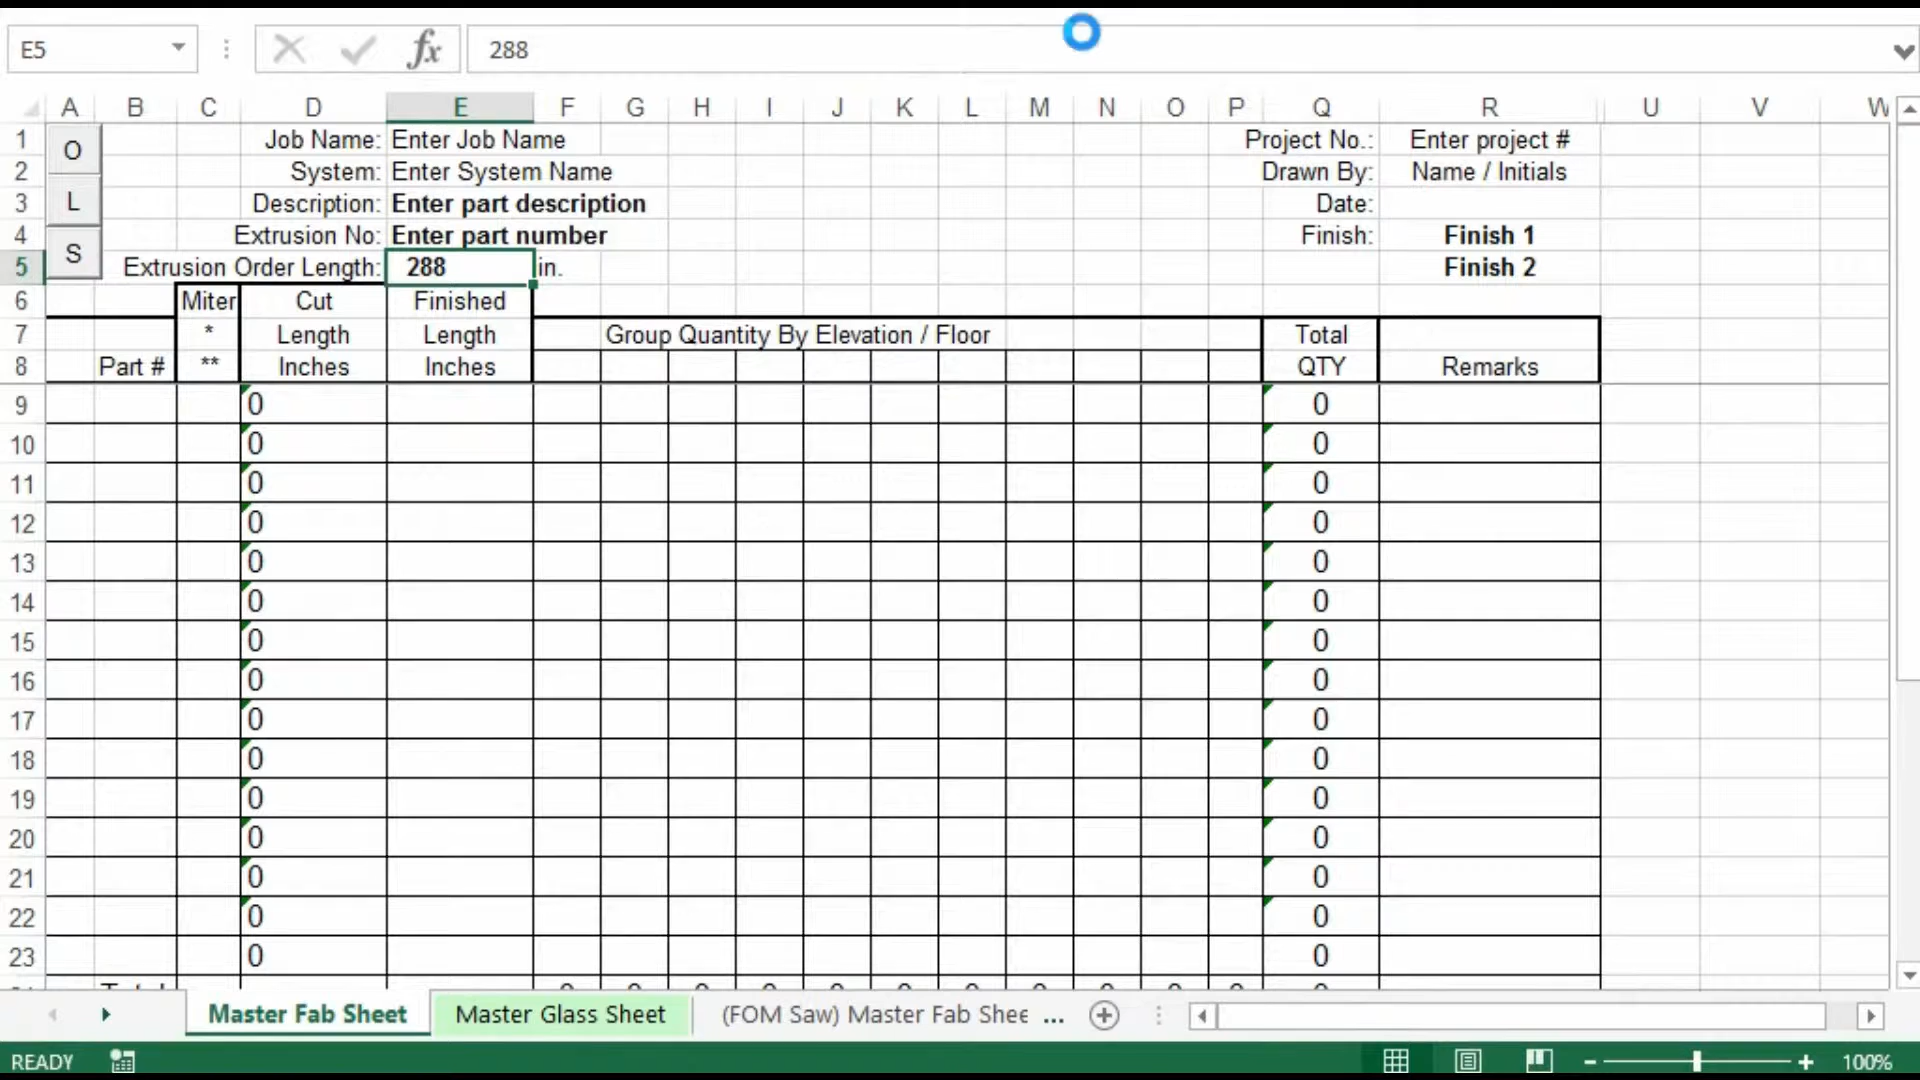 E5 fx 288
A B C D E F G H I J K L M N O P Q R U V W
1 O Job Name: Enter Job Name Project No.: Enter project #
2 System: Enter System Name Drawn By: Name / Initials
3 L Description: Enter part description Date:
4 Extrusion No: Enter part number Finish: Finish 1
5 S Extrusion Order Length: 288 in. Finish 2
6 Miter Cut Finished
7 * Length Length Group Quantity By Elevation / Floor Total
8 Part # ** Inches Inches QTY Remarks
9 0 0
10 0 0
11 0 0
12 0 0
13 0 0
14 0 0
15 0 0
16 0 0
17 0 0
18 0 0
19 0 0
20 0 0
21 0 0
22 0 0
23 0 0
Master Fab Sheet Master Glass Sheet (FOM Saw) Master Fab Shee ...
READY 100%